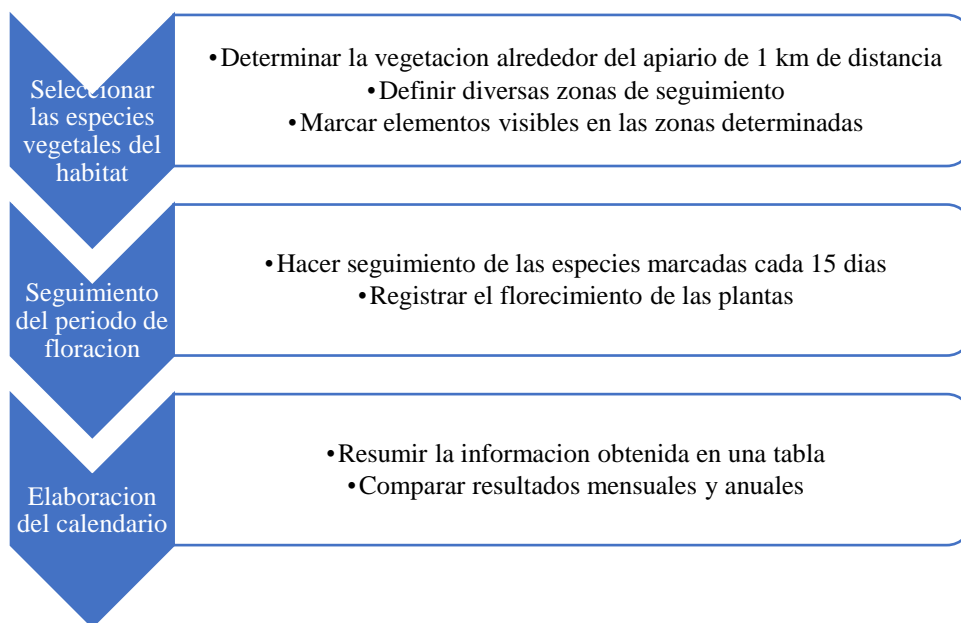 Seleccionar
las especies
vegetales del
habitat
•Determinar la vegetacion alrédedor del apiario de 1 km de distancia
•Definir diversas zonas de seguimiento
•Marcar elementos visibles en las zonas determinadas
Seguimiento
del periodo de
floracion
•Hacer seguimiento de las especies marcadas cada 15 dias
•Registrar el florecimiento de las plantas
Elaboracion
del calendario
•Resumir la informacion obtenida en una tabla
•Comparar resultados mensuales y anuales